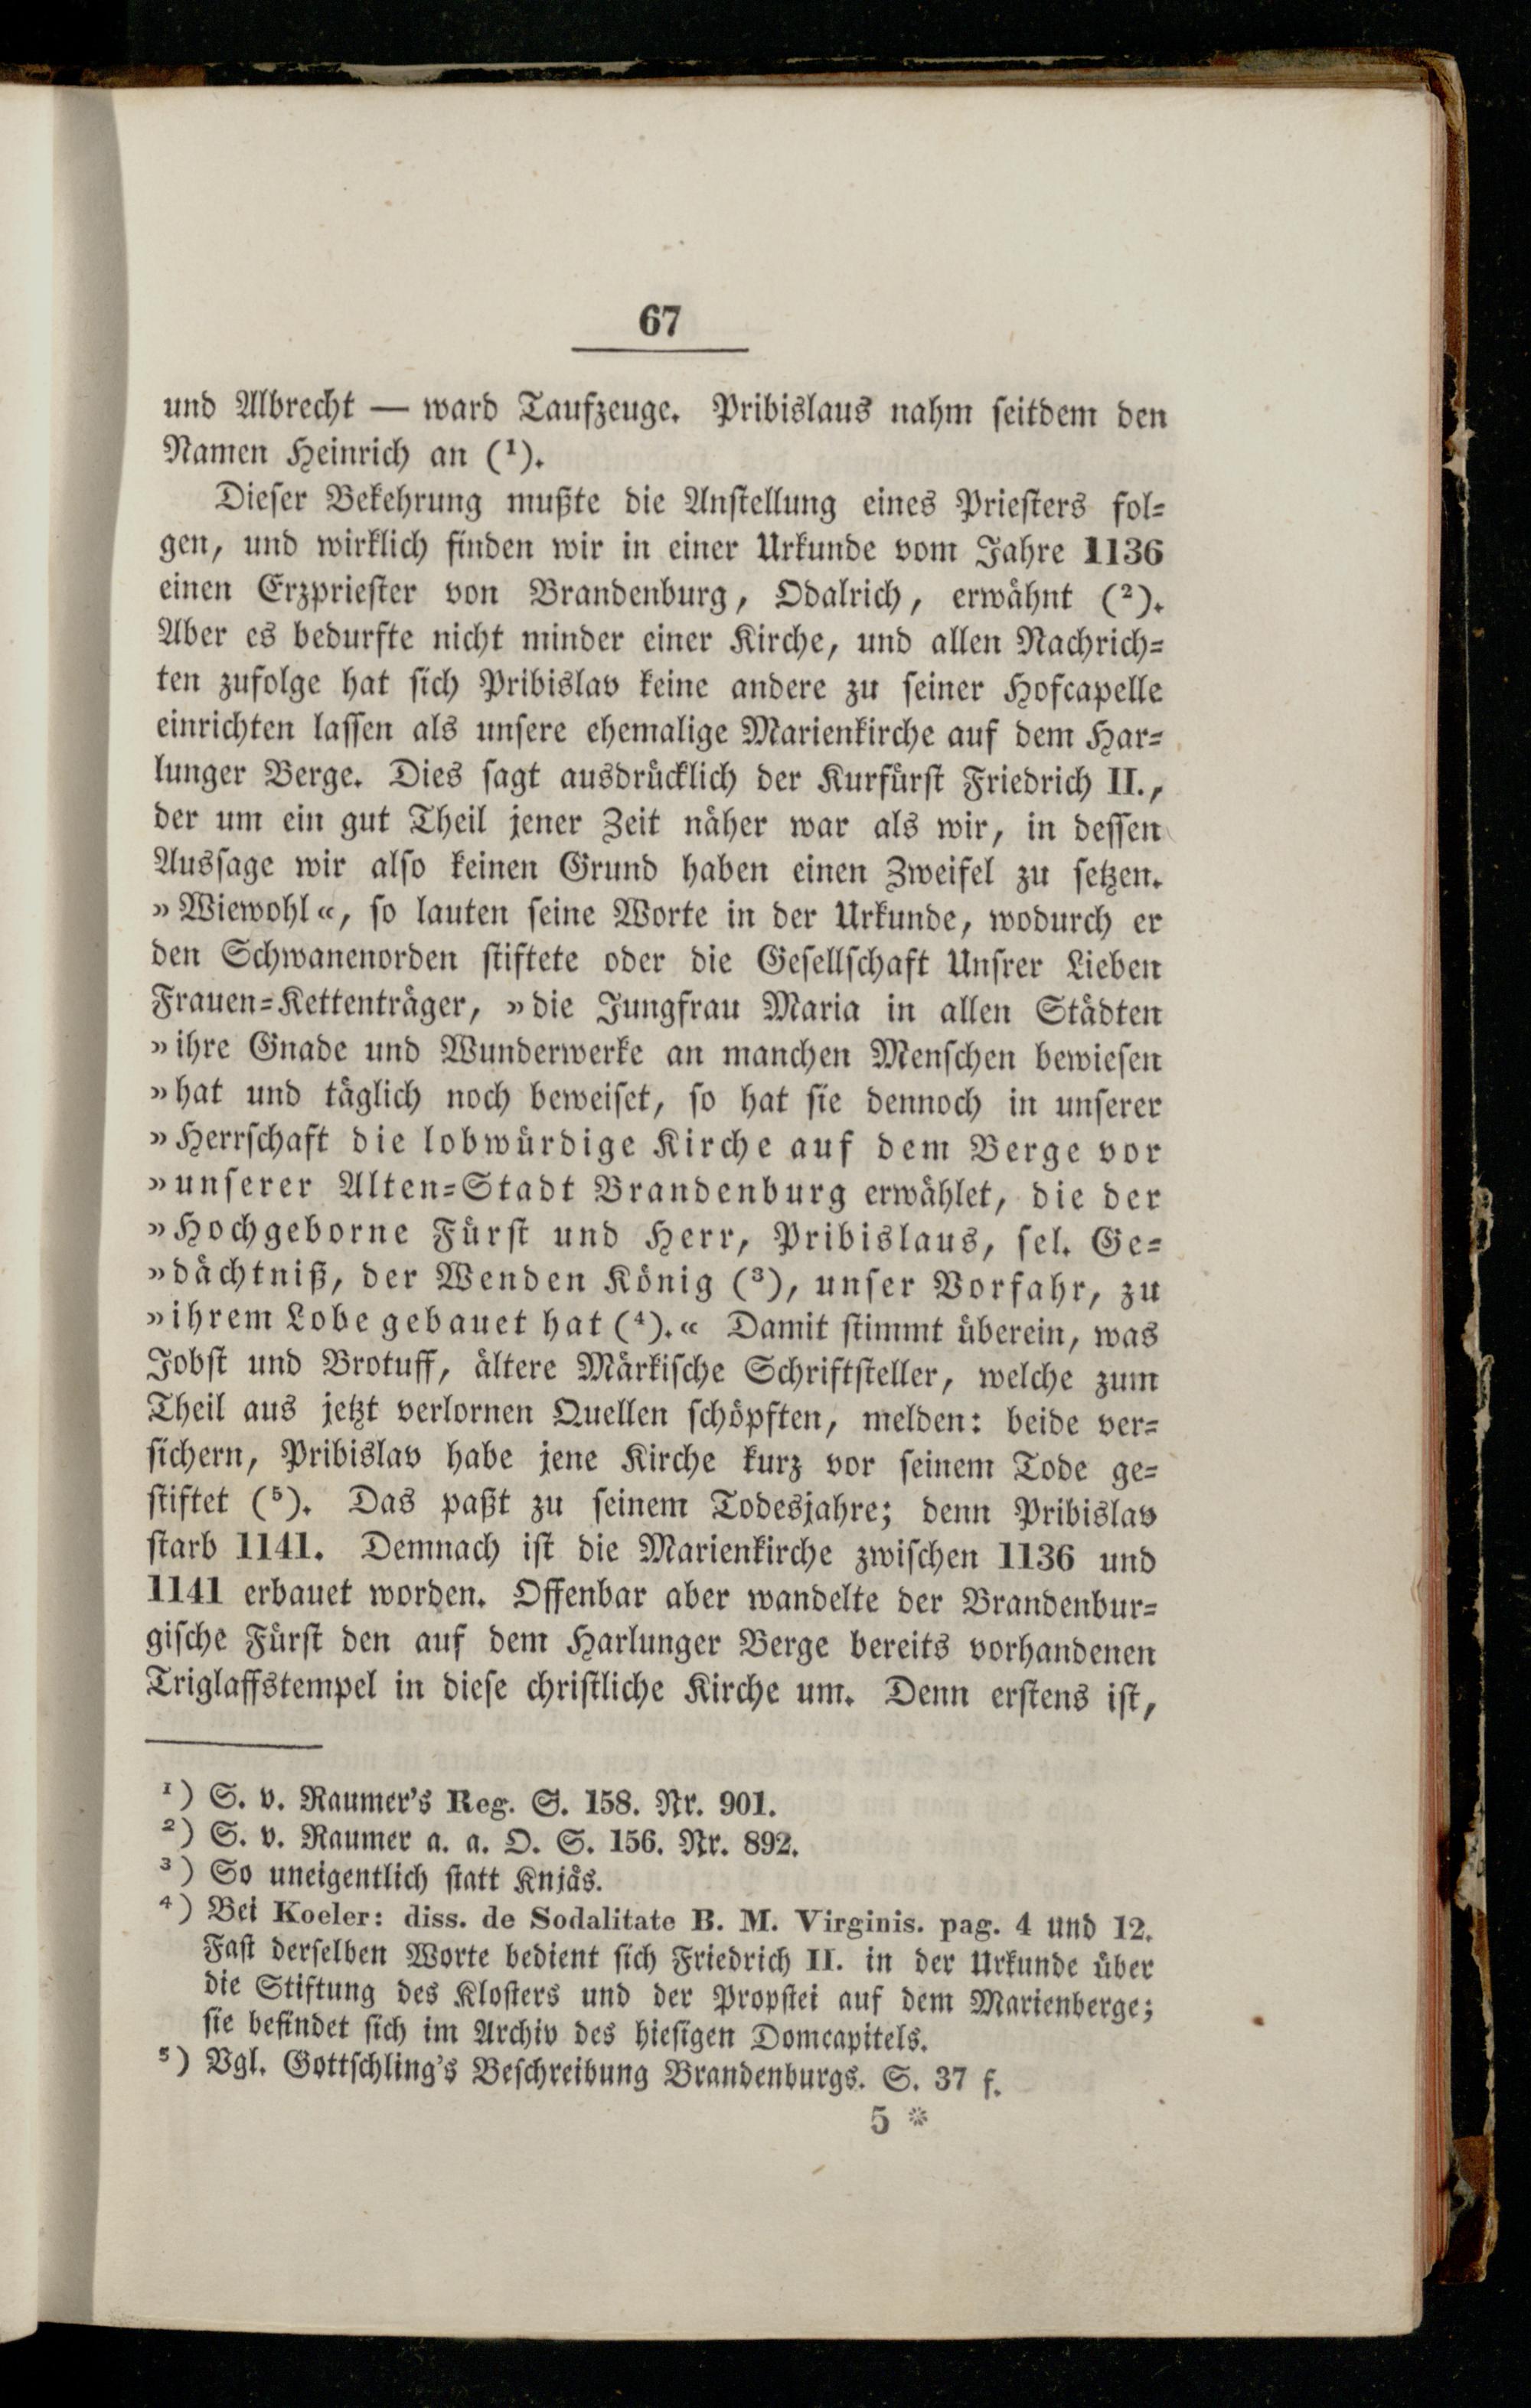 67
und Albrecht — ward Taufzeuge. Pribislaus nahm seitdem den
Namen Heinrich an (¹).
Dieser Bekehrung mußte die Anstellung eines Priesters fol=
gen, und wirklich finden wir in einer Urkunde vom Jahre 1136
einen Erzpriester von Brandenburg, Odalrich, erwähnt (²).
Aber es bedurfte nicht minder einer Kirche, und allen Nachrich=
ten zufolge hat sich Pribislav keine andere zu seiner Hofcapelle
einrichten lassen als unsere ehemalige Marienkirche auf dem Har=
lunger Berge. Dies sagt ausdrücklich der Kurfürst Friedrich II.,
der um ein gut Theil jener Zeit näher war als wir, in dessen
Aussage wir also keinen Grund haben einen Zweifel zu setzen.
»Wiewohl«, so lauten seine Worte in der Urkunde, wodurch er
den Schwanenorden stiftete oder die Gesellschaft Unsrer Lieben
Frauen=Kettenträger, »die Jungfrau Maria in allen Städten
»ihre Gnade und Wunderwerke an manchen Menschen bewiesen
»hat und täglich noch beweiset, so hat sie dennoch in unserer
»Herrschaft die lobwürdige Kirche auf dem Berge vor
»unserer Alten=Stadt Brandenburg erwählet, die der
»Hochgeborne Fürst und Herr, Pribislaus, sel. Ge=
»dächtniß, der Wenden König (³), unser Vorfahr, zu
»ihrem Lobe gebauet hat (⁴).« Damit stimmt überein, was
Jobst und Brotuff, ältere Märkische Schriftsteller, welche zum
Theil aus jetzt verlornen Quellen schöpften, melden: beide ver=
sichern, Pribislav habe jene Kirche kurz vor seinem Tode ge=
stiftet (⁵). Das paßt zu seinem Todesjahre; denn Pribislav
starb 1141. Demnach ist die Marienkirche zwischen 1136 und
1141 erbauet worden. Offenbar aber wandelte der Brandenbur=
gische Fürst den auf dem Harlunger Berge bereits vorhandenen
Triglaffstempel in diese christliche Kirche um. Denn erstens ist,
¹) S. v. Raumer's Reg. S. 158. Nr. 901.
²) S. v. Raumer a. a. O. S. 156. Nr. 892.
³) So uneigentlich statt Knjäs.
⁴) Bei Koeler: diss. de Sodalitate B. M. Virginis. pag. 4 und 12.
Fast derselben Worte bedient sich Friedrich II. in der Urkunde über
die Stiftung des Klosters und der Propstei auf dem Marienberge;
sie befindet sich im Archiv des hiesigen Domcapitels.
⁵) Vgl. Gottschling's Beschreibung Brandenburgs. S. 37 f.
5 *